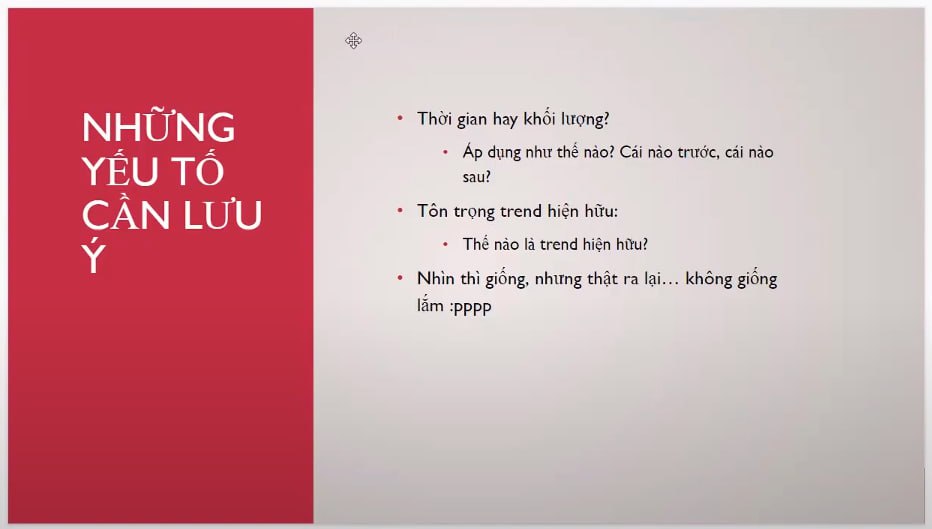 NHỮNG
YẾU TỐ
CẦN LƯU
Ý
• Thời gian hay khối lượng?
• Áp dụng như thế nào? Cái nào trước, cái nào
sau?
• Tôn trọng trend hiện hữu:
• Thế nào là trend hiện hữu?
• Nhìn thì giống, nhưng thật ra lại... không giống
lắm :pppp